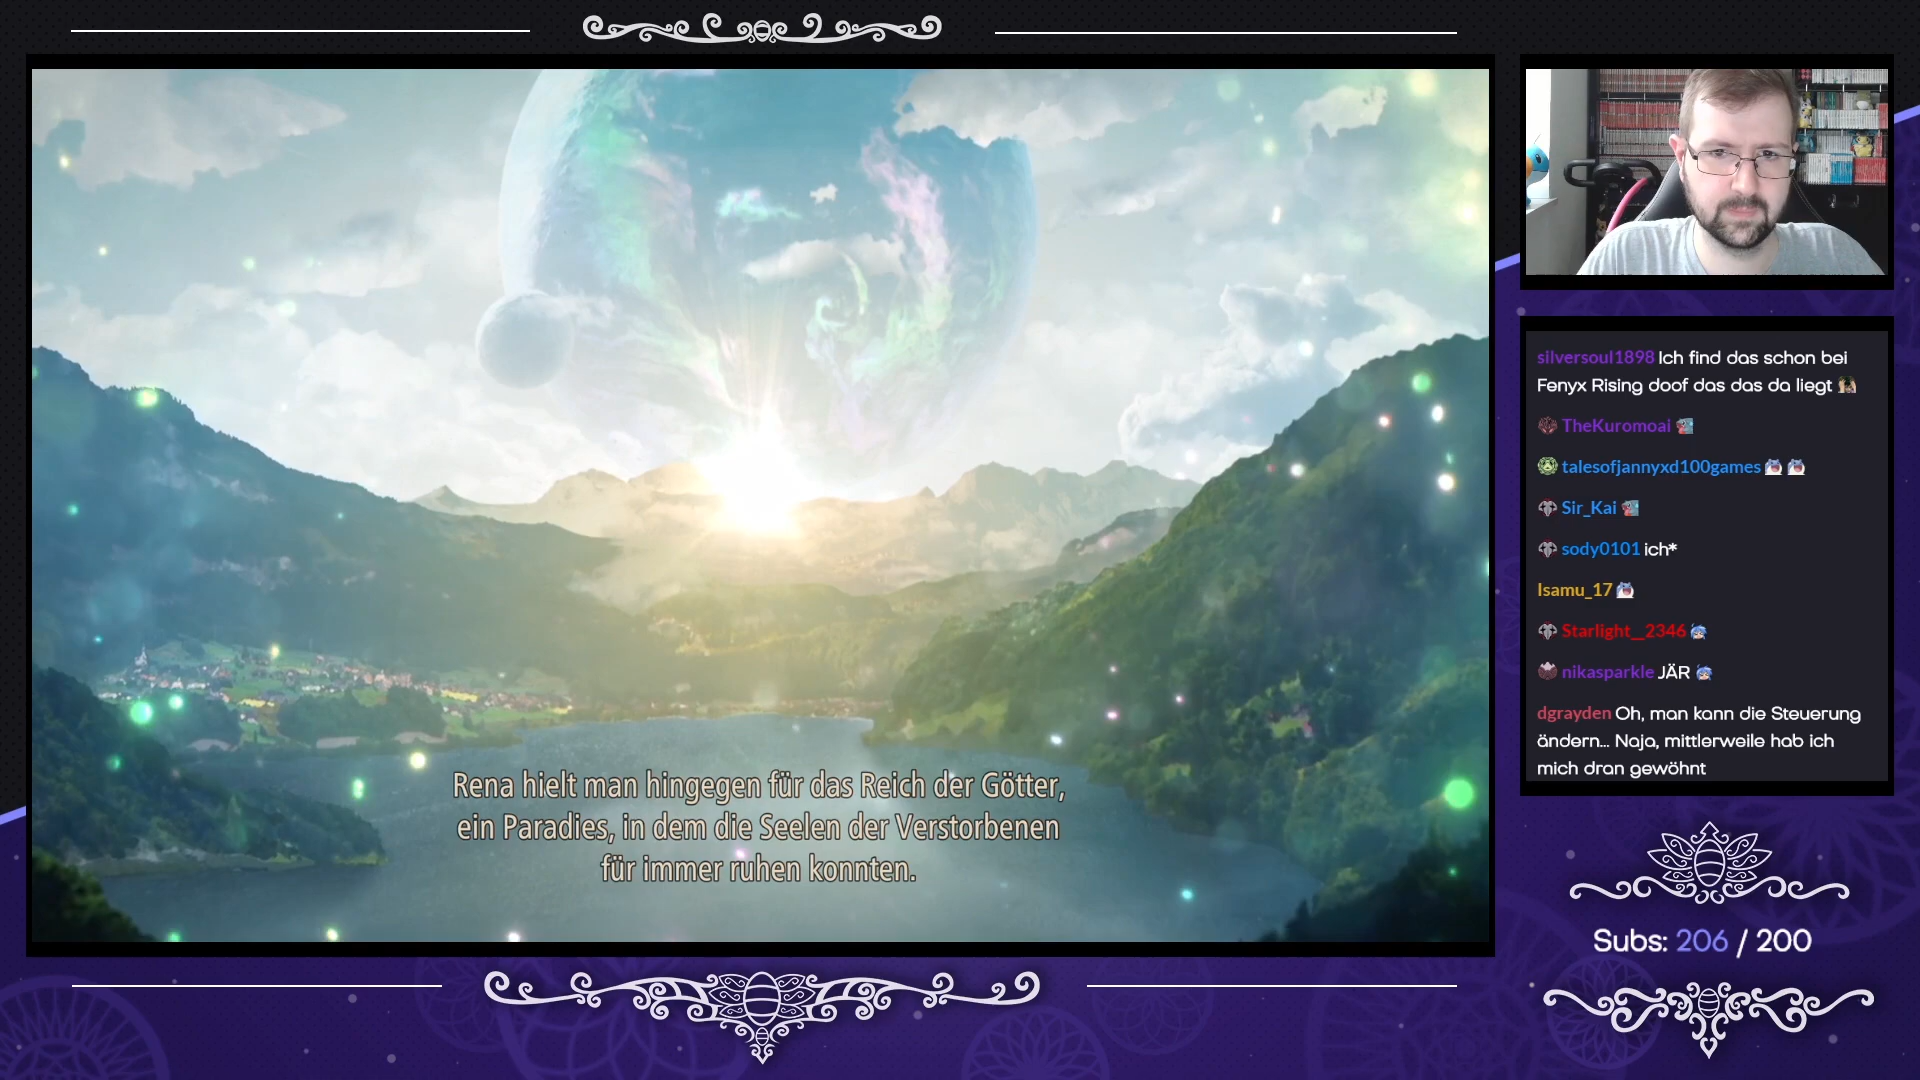 Rena hielt man hingegen für das Reich der Götter,
ein Paradies, in dem die Seelen der Verstorbenen
für immer ruhen konnten.
silversoul1898 Ich find das schon bei
Fenyx Rising doof das das da liegt
TheKuromoai
talesofjannyxd100games
Sir_Kai
sody0101 ich*
Isamu_17
Starlight__2346
nikasparkle JÄR
dgrayden Oh, man kann die Steuerung
ändern... Naja, mittlerweile hab ich
mich dran gewöhnt
Subs: 206 / 200